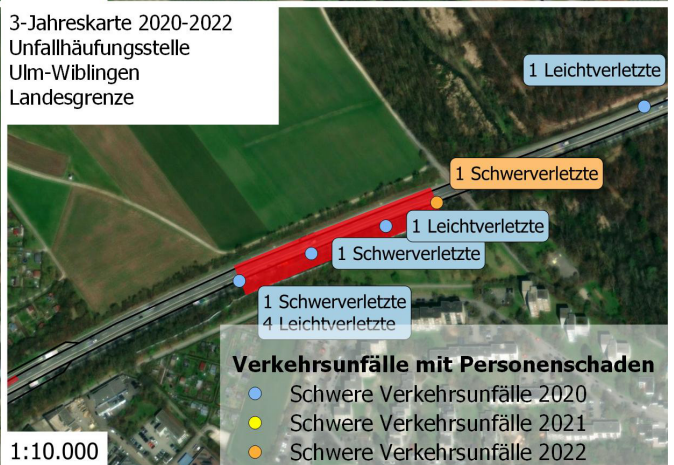 3-Jahreskarte 2020-2022
Unfallhäufungsstelle
Ulm-Wiblingen
Landesgrenze
1 Leichtverletzte
1 Schwerverletzte
1 Leichtverletzte
1 Schwerverletzte
1 Schwerverletzte
4 Leichtverletzte
Verkehrsunfälle mit Personenschaden
Schwere Verkehrsunfälle 2020
Schwere Verkehrsunfälle 2021
Schwere Verkehrsunfälle 2022
1:10.000